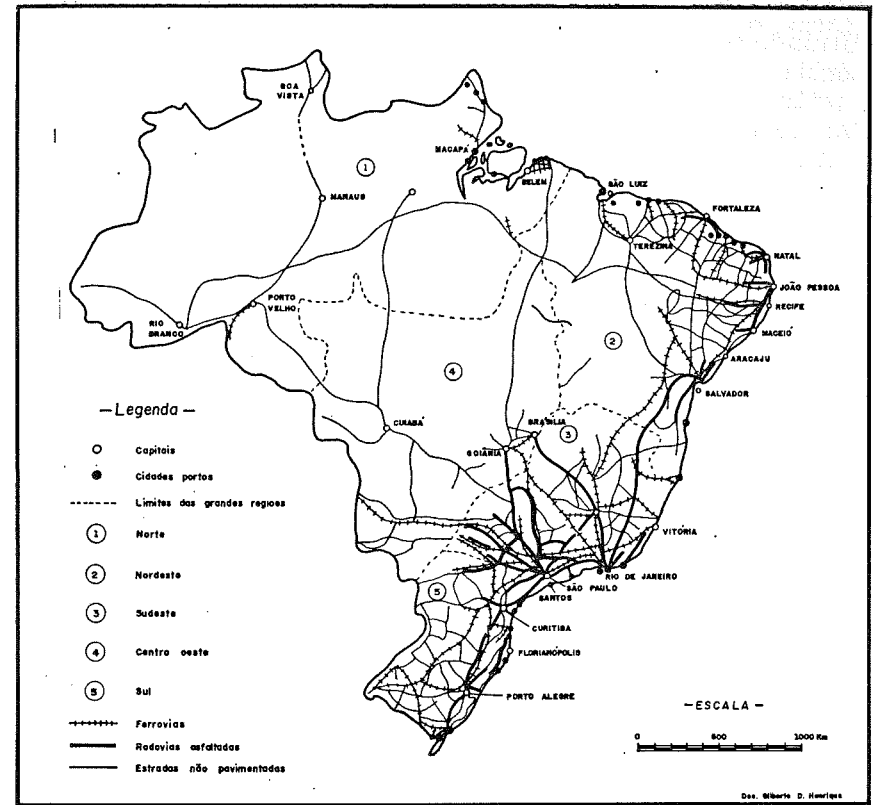 BOA
VISTA
MACAPÁ
1
BELEM
SÃO LUIZ
MANAUS
FORTALEZA
TEREZINA
NATAL
JOÃO PESSOA
PORTO
VELHO
RECIFE
RIO
BRANCO
MACEIÓ
2
ARACAJU
4
SALVADOR
— Legenda —
BRASÍLIA
CUIABÁ
3
GOIÂNIA
Capitais
Cidades portos
Limites das grandes regiões
1 Norte
VITÓRIA
2 Nordeste
RIO DE JANEIRO
5
SÃO PAULO
SANTOS
3 Sudeste
CURITIBA
4 Centro oeste
FLORIANÓPOLIS
5 Sul
PORTO ALEGRE
— ESCALA —
Ferrovias
Rodovias asfaltadas
0 500 1000 Km
Estradas não pavimentadas
Des. Gilberto D. Henrique